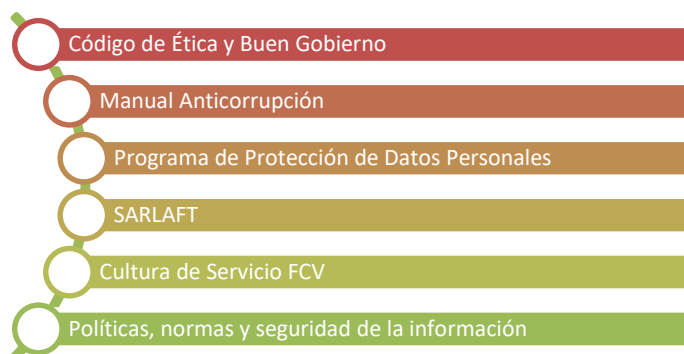 Código de Ética y Buen Gobierno
Manual Anticorrupción
Programa de Protección de Datos Personales
SARLAFT
Cultura de Servicio FCV
Políticas, normas y seguridad de la información